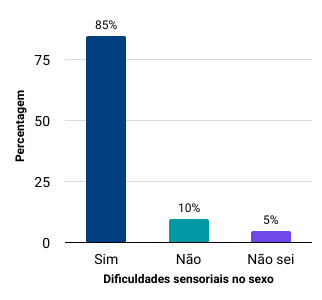 85%
75
Percentagem
50
25
10%
5%
0
Sim
Não
Não sei
Dificuldades sensoriais no sexo